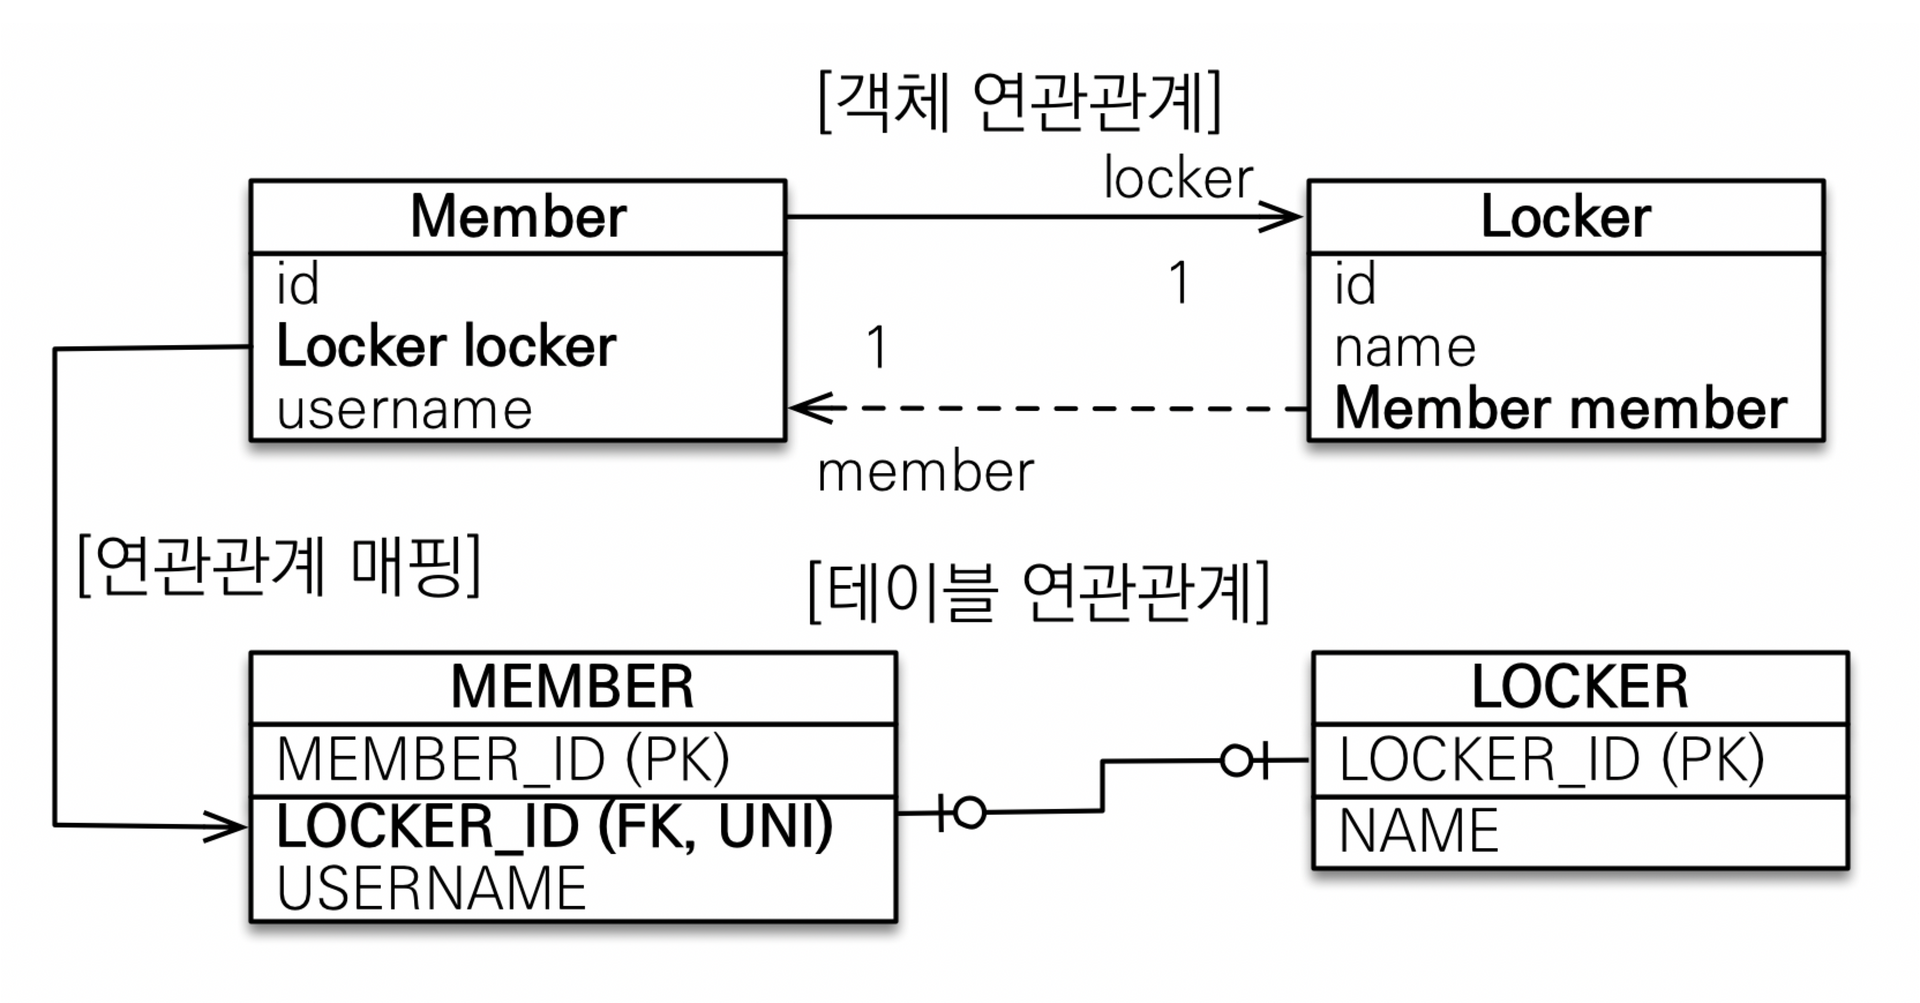 [객체 연관관계]
locker
Member
id
Locker locker
username
1
1
Locker
id
name
Member member
member
[연관관계 매핑]
[테이블 연관관계]
MEMBER
MEMBER_ID (PK)
LOCKER_ID (FK, UNI)
USERNAME
LOCKER
LOCKER_ID (PK)
NAME